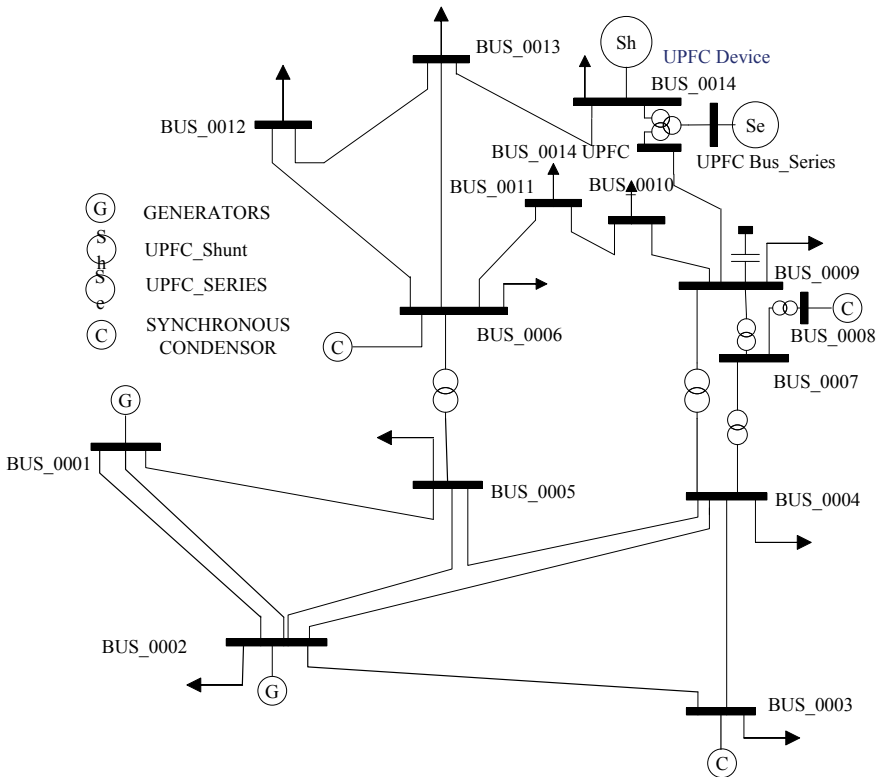 BUS_0013
Sh
UPFC Device
BUS_0014
BUS_0012
Se
BUS_0014 UPFC
UPFC Bus_Series
BUS_0011
BUS_0010
G
GENERATORS
S
h
UPFC_Shunt
S
e
UPFC_SERIES
C
SYNCHRONOUS
CONDENSOR
BUS_0009
C
BUS_0008
BUS_0006
C
BUS_0007
G
BUS_0001
BUS_0005
BUS_0004
BUS_0002
G
BUS_0003
C